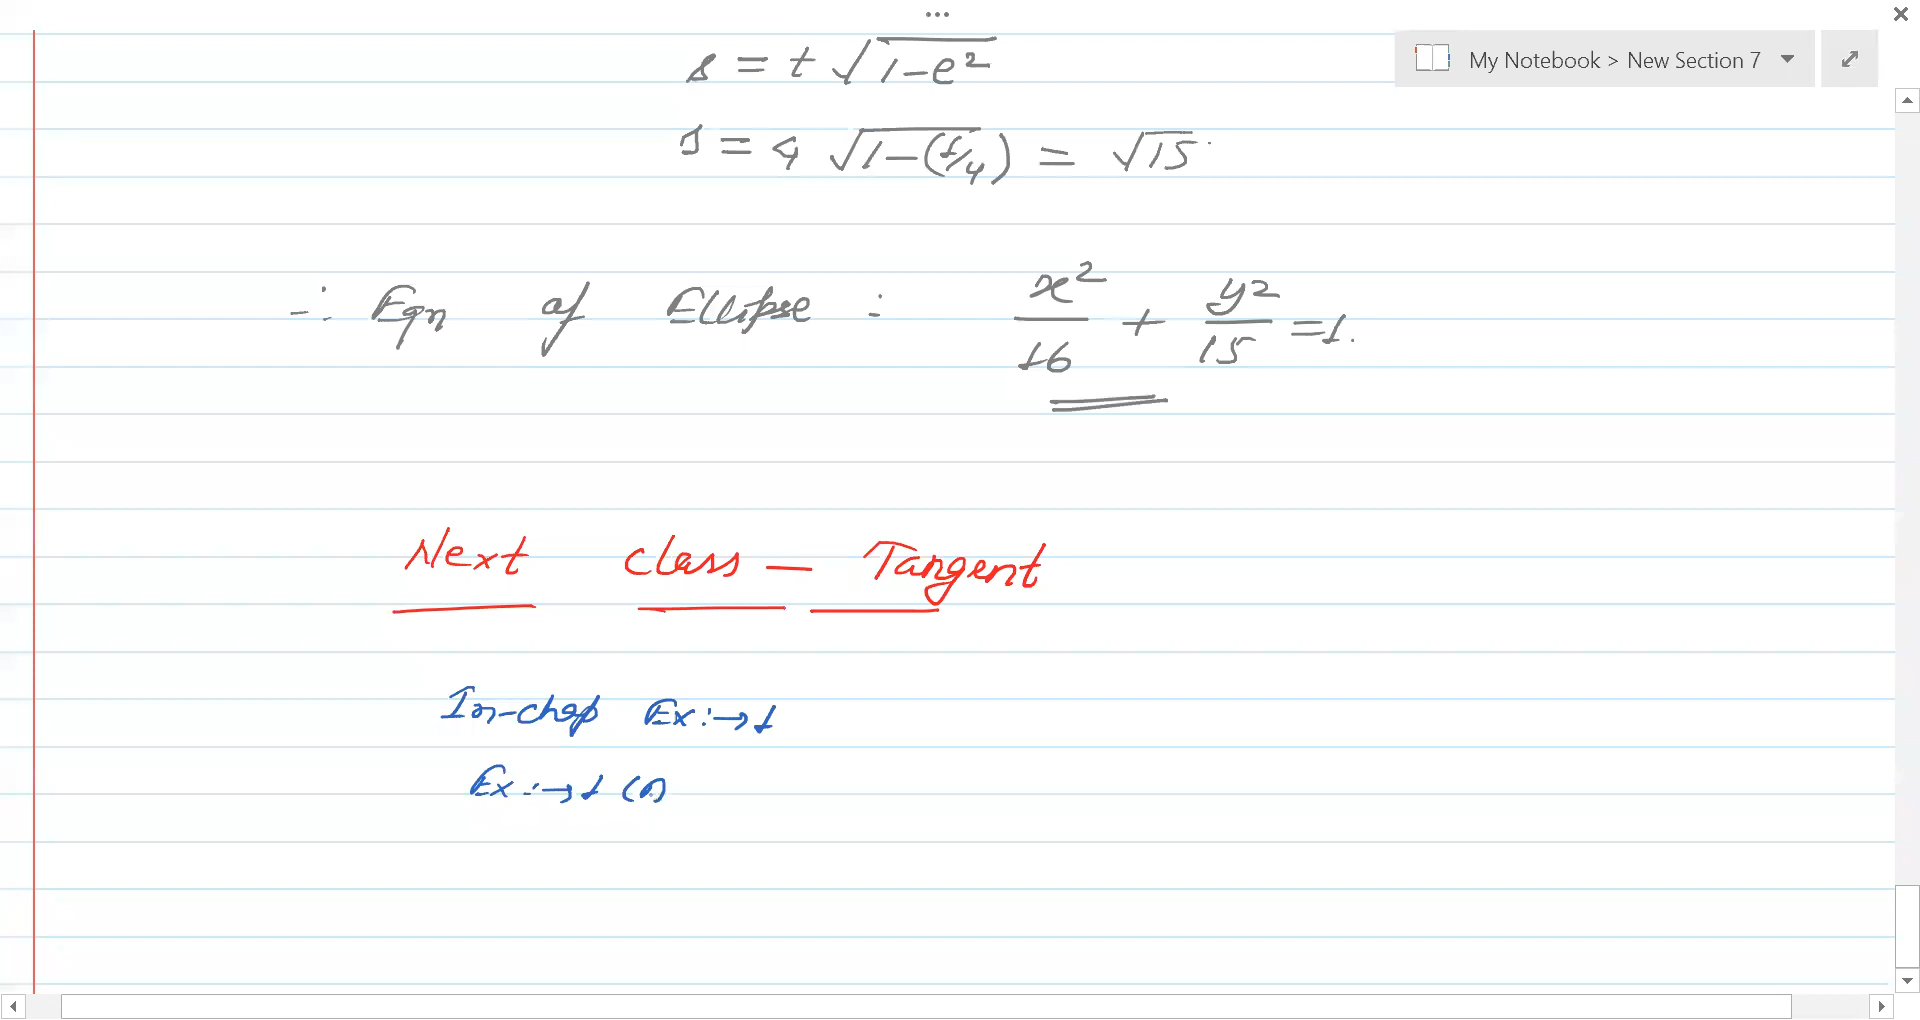 ...
s = t √1-e²
My Notebook > New Section 7
s = 4 √1-(1/4) = √15
∴ Eqn of Ellipse : x²/16 + y²/15 = 1.
Next class — Tangent
In-chap Ex :→ 1
Ex :→ 1 (A)